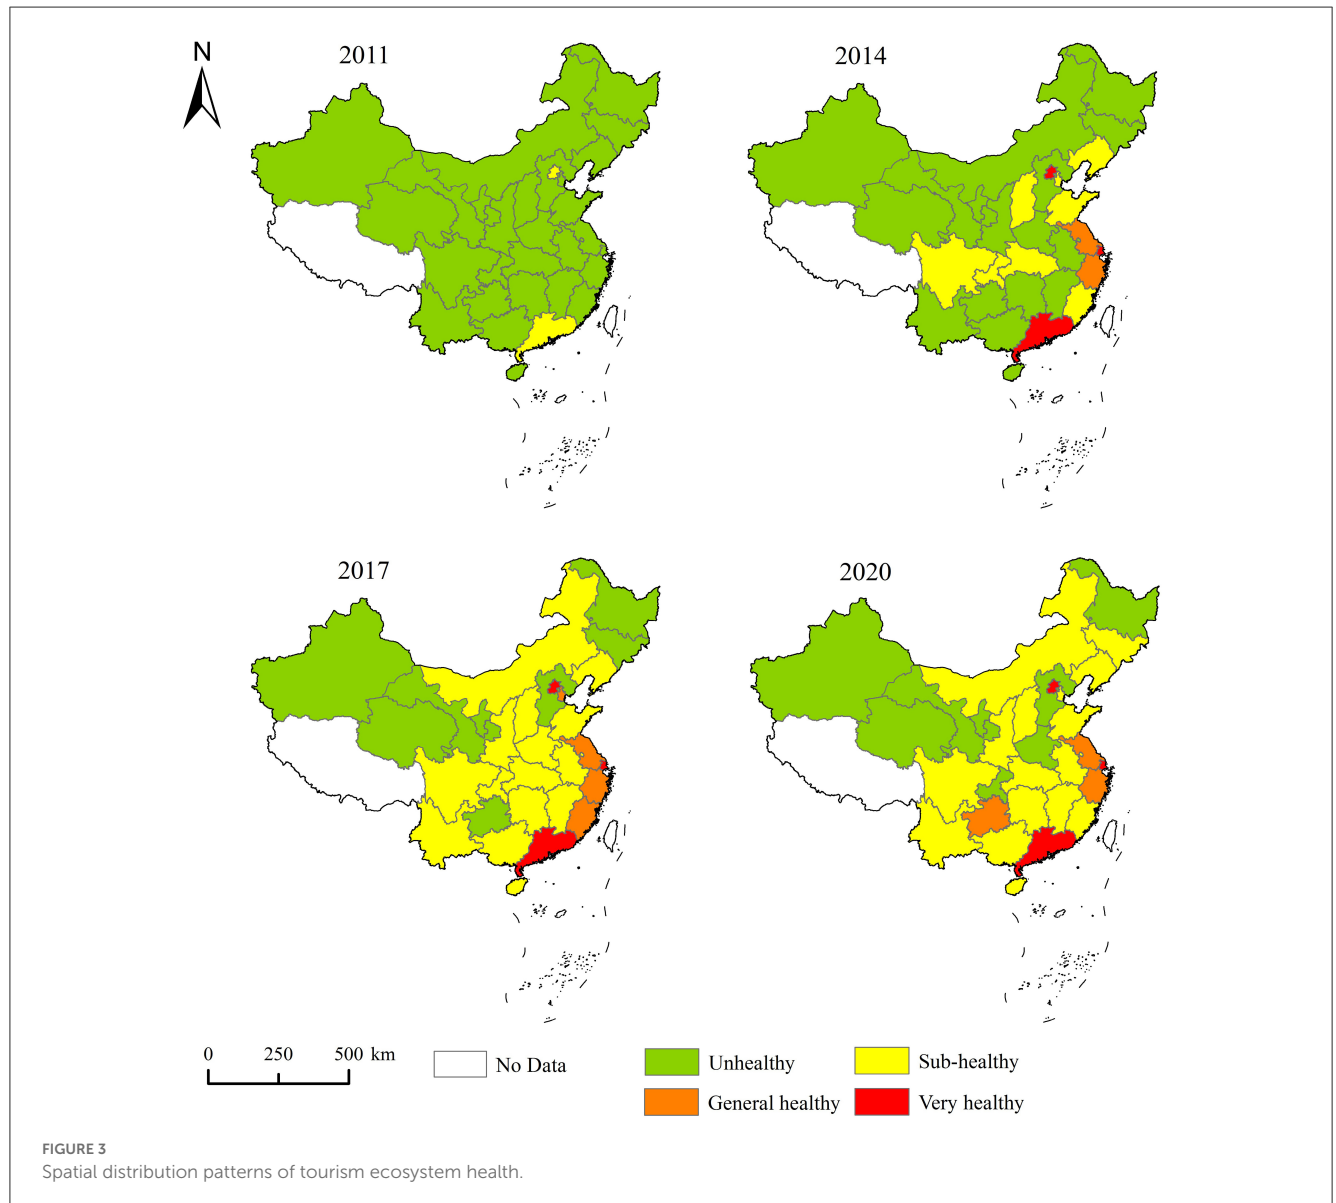 N
2011
2014
2017
2020
0 250 500 km
No Data
Unhealthy
Sub-healthy
General healthy
Very healthy
FIGURE 3
Spatial distribution patterns of tourism ecosystem health.